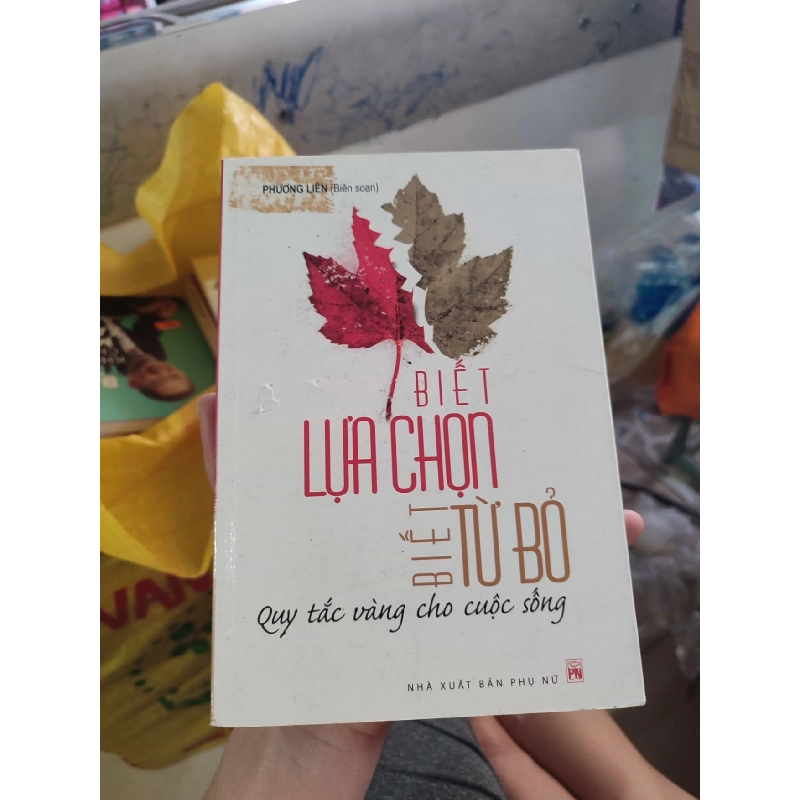 PHƯƠNG LIÊN (Biên soạn)
BIẾT
LỰA CHỌN
BIẾT TỪ BỎ
Quy tắc vàng cho cuộc sống
NHÀ XUẤT BẢN PHỤ NỮ
PN
VAN